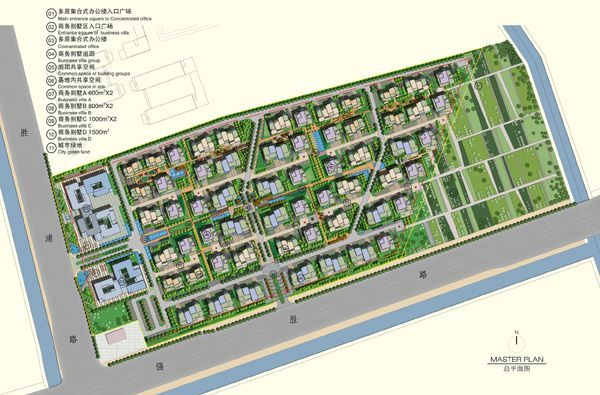 01 多层集合式办公楼入口广场
Main entrance square to Concentrated office
02 商务别墅区入口广场
Entrance square of business villa
03 多层集合式办公楼
Concentrated office
04 商务别墅组团
Business villa group
05 组团共享空间
Common space of building groups
06 基地内共享空间
Common space in site
07 商务别墅A 600m²X2
Business villa A
08 商务别墅B 800m²X2
Business villa B
09 商务别墅C 1000m²X2
Business villa C
10 商务别墅D 1500m²
Business villa D
11 城市绿地
City green land
胜
浦
路
强
胜
路
N
MASTER PLAN
总平面图